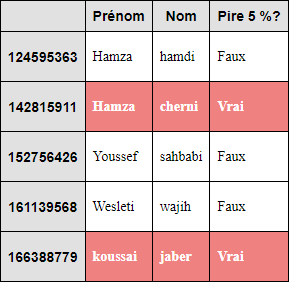 Prénom Nom Pire 5 %?
124595363 Hamza hamdi Faux
142815911 Hamza cherni Vrai
152756426 Youssef sahbabi Faux
161139568 Wesleti wajih Faux
166388779 koussai jaber Vrai